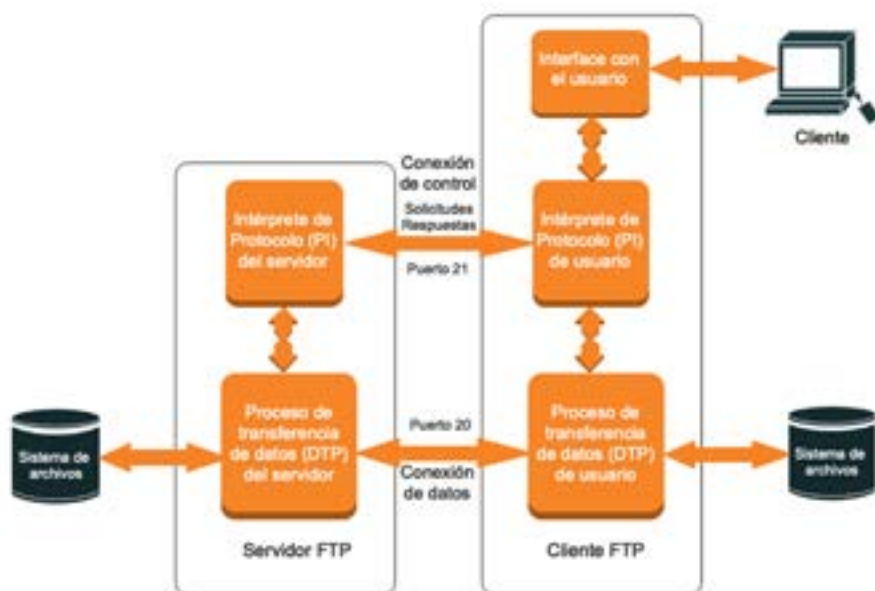 Interface con
el usuario
Cliente
Conexión
de control
Solicitudes
Respuestas
Puerto 21
Intérprete de
Protocolo (PI)
del servidor
Intérprete de
Protocolo (PI)
de usuario
Proceso de
transferencia
de datos (DTP)
del servidor
Puerto 20
Conexión
de datos
Proceso de
transferencia
de datos (DTP)
de usuario
Sistema de
archivos
Sistema de
archivos
Servidor FTP
Cliente FTP